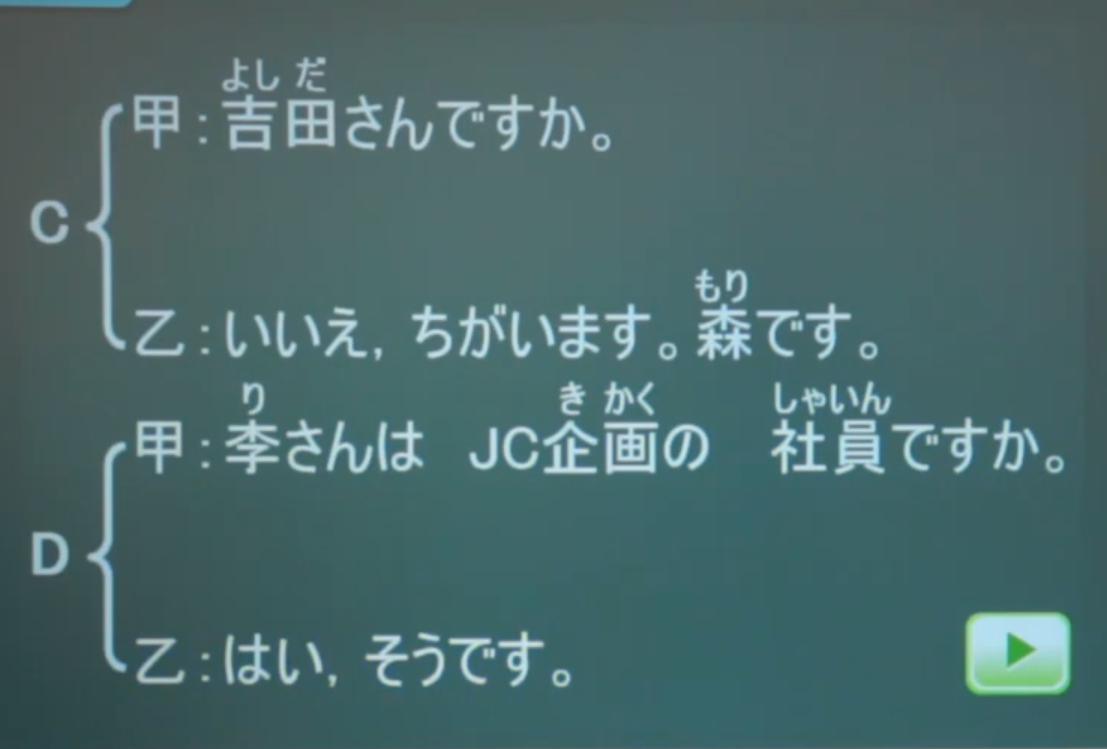 よしだ
C 甲:吉田さんですか。
もり
乙:いいえ,ちがいます。森です。
り きかく しゃいん
D 甲:李さんは JC企画の 社員ですか。
乙:はい,そうです。